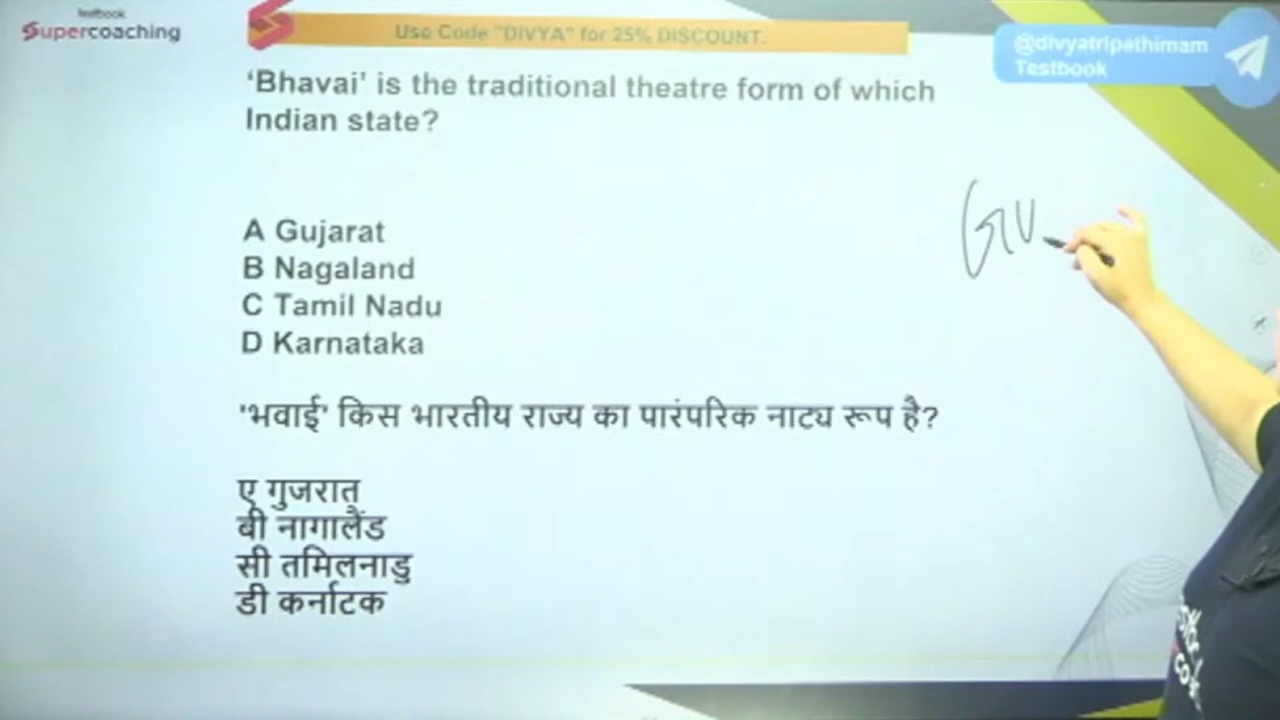 testbook
Supercoaching
Use Code "DIVYA" for 25% DISCOUNT.
@divyatripathimam
Testbook
‘Bhavai’ is the traditional theatre form of which
Indian state?
A Gujarat
B Nagaland
C Tamil Nadu
D Karnataka
GU
'भवाई' किस भारतीय राज्य का पारंपरिक नाट्य रूप है?
ए गुजरात
बी नागालैंड
सी तमिलनाडु
डी कर्नाटक